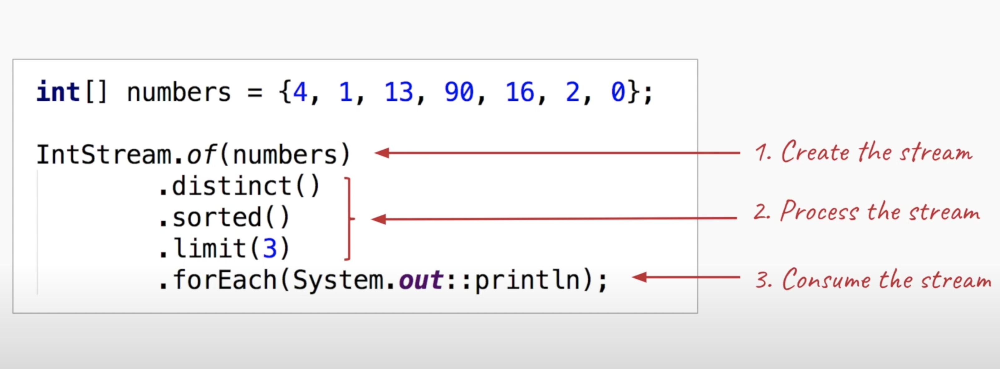 int[] numbers = {4, 1, 13, 90, 16, 2, 0};
IntStream.of(numbers)
1. Create the stream
.distinct()
.sorted()
.limit(3)
2. Process the stream
.forEach(System.out::println);
3. Consume the stream